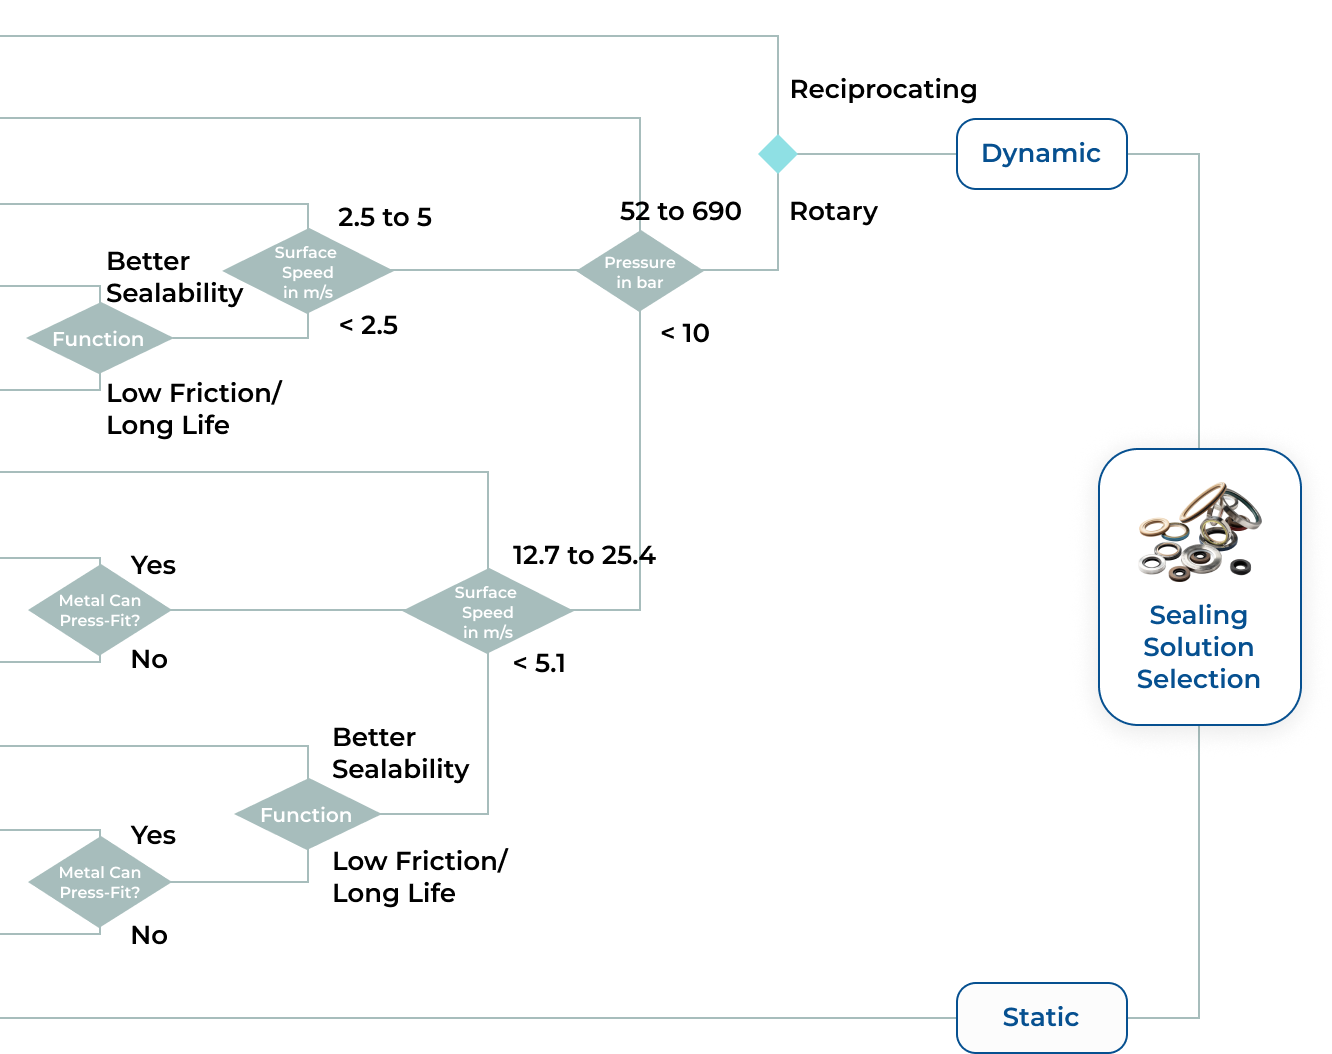 Reciprocating
Dynamic
52 to 690
Rotary
2.5 to 5
Surface
Speed
in m/s
Pressure
in bar
Better
Sealability
< 2.5
< 10
Function
Low Friction/
Long Life
12.7 to 25.4
Yes
Metal Can
Press-Fit?
Surface
Speed
in m/s
No
< 5.1
Sealing
Solution
Selection
Better
Sealability
Function
Yes
Low Friction/
Long Life
Metal Can
Press-Fit?
No
Static